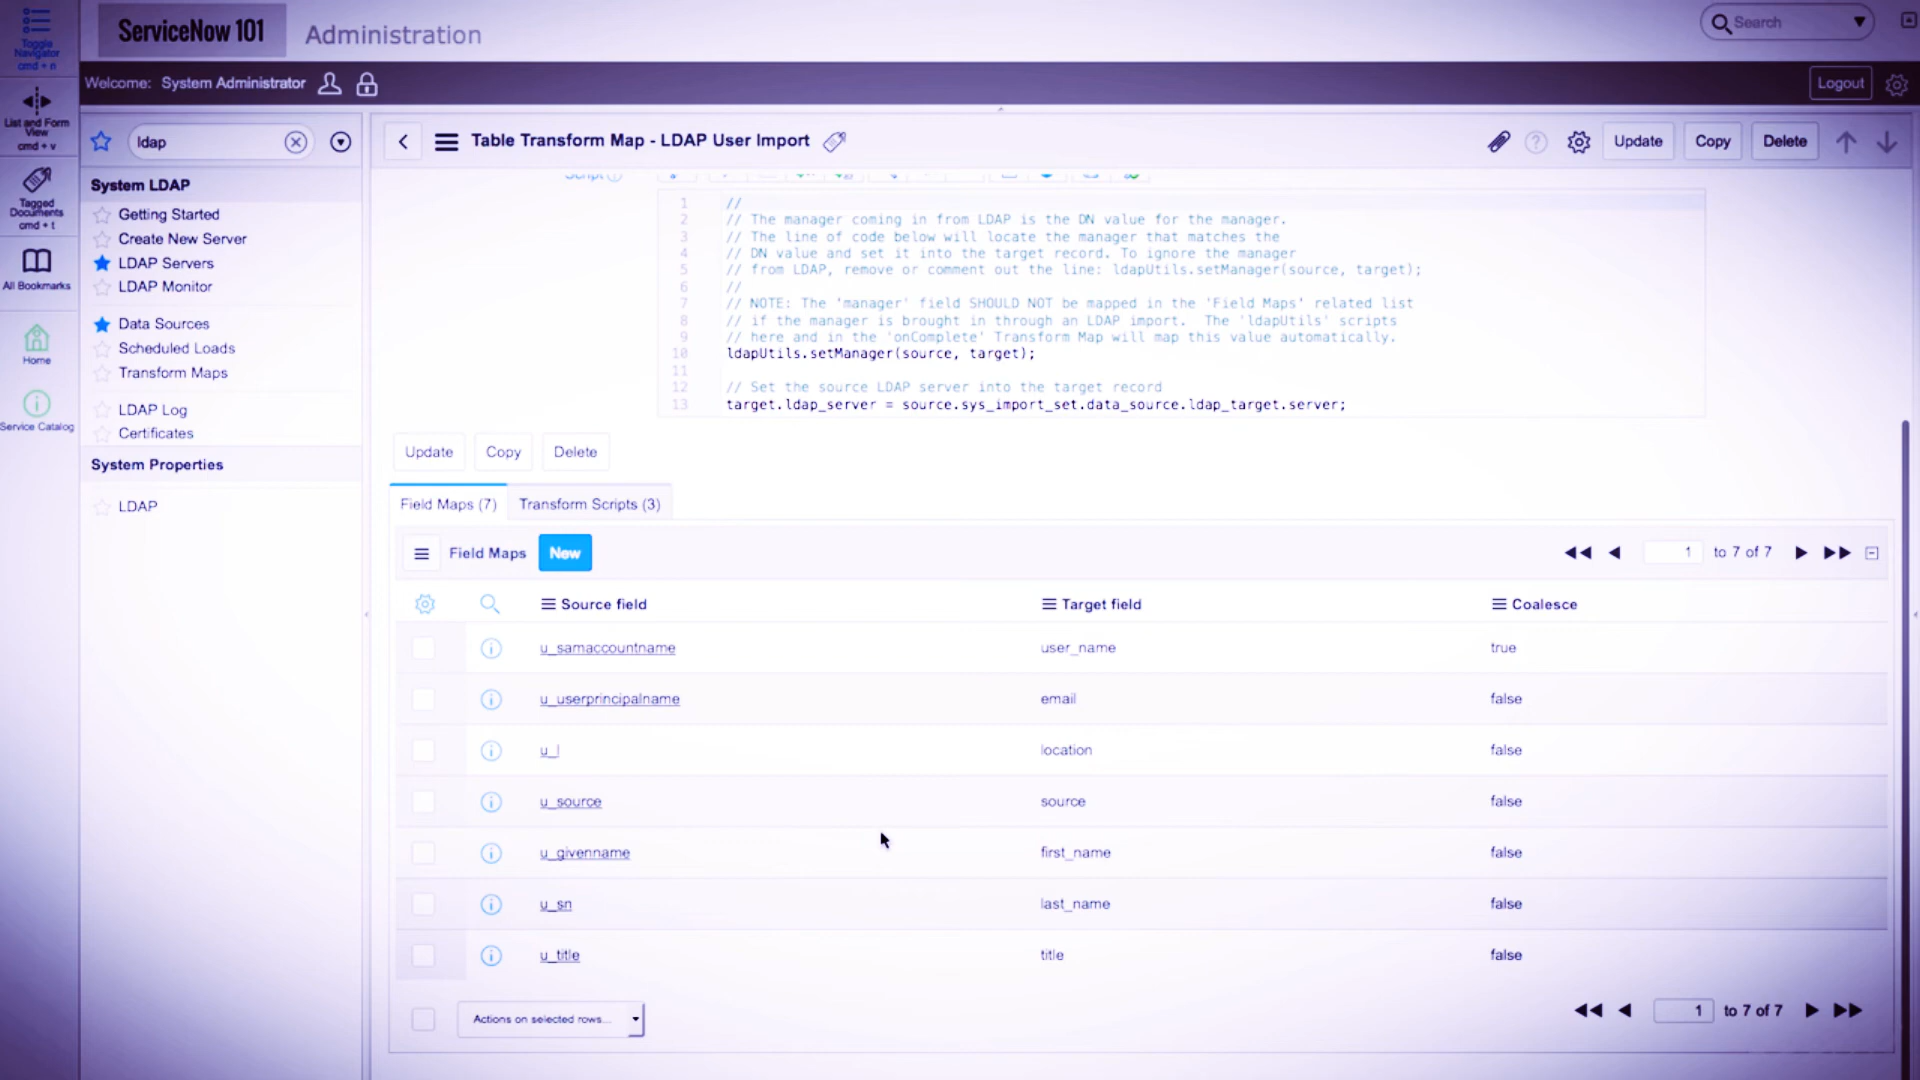 ServiceNow 101
Administration
Search
Toggle
Navigator
cmd + n
Welcome: System Administrator
Logout
List and Form
View
cmd + v
Tagged
Documents
cmd + t
All Bookmarks
Home
Service Catalog
ldap
System LDAP
Getting Started
Create New Server
LDAP Servers
LDAP Monitor
Data Sources
Scheduled Loads
Transform Maps
LDAP Log
Certificates
System Properties
LDAP
Table Transform Map - LDAP User Import
Update
Copy
Delete
Script
1 //
2 // The manager coming in from LDAP is the DN value for the manager.
3 // The line of code below will locate the manager that matches the
4 // DN value and set it into the target record. To ignore the manager
5 // from LDAP, remove or comment out the line: ldapUtils.setManager(source, target);
6 //
7 // NOTE: The 'manager' field SHOULD NOT be mapped in the 'Field Maps' related list
8 // if the manager is brought in through an LDAP import. The 'ldapUtils' scripts
9 // here and in the 'onComplete' Transform Map will map this value automatically.
10 ldapUtils.setManager(source, target);
11
12 // Set the source LDAP server into the target record
13 target.ldap_server = source.sys_import_set.data_source.ldap_target.server;
Update Copy Delete
Field Maps (7) Transform Scripts (3)
Field Maps New 1 to 7 of 7
Source field Target field Coalesce
u_samaccountname user_name true
u_userprincipalname email false
u_l location false
u_source source false
u_givenname first_name false
u_sn last_name false
u_title title false
Actions on selected rows... 1 to 7 of 7